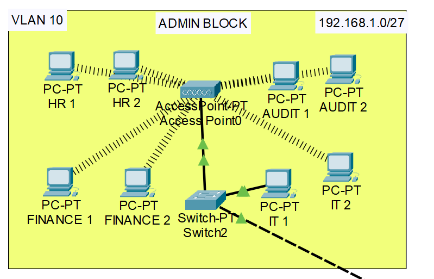 VLAN 10
ADMIN BLOCK
192.168.1.0/27
PC-PT
HR 1
PC-PT
HR 2
AccessPoint-PT
Access Point0
PC-PT
AUDIT 1
PC-PT
AUDIT 2
PC-PT
FINANCE 1
PC-PT
FINANCE 2
Switch-PT
Switch2
PC-PT
IT 1
PC-PT
IT 2